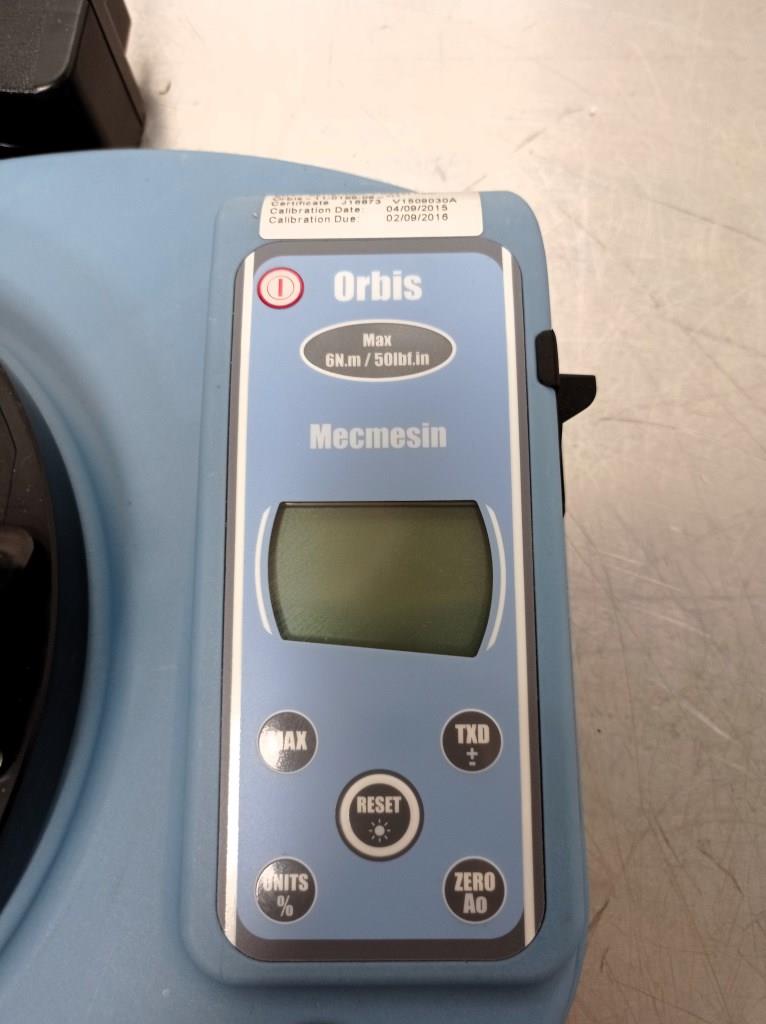 Certificate J16873 V1509030A
Calibration Date: 04/09/2015
Calibration Due: 02/09/2016
Orbis
Max
6N.m / 50lbf.in
Mecmesin
MAX
TXD
+
-
RESET
UNITS
%
ZERO
Ao